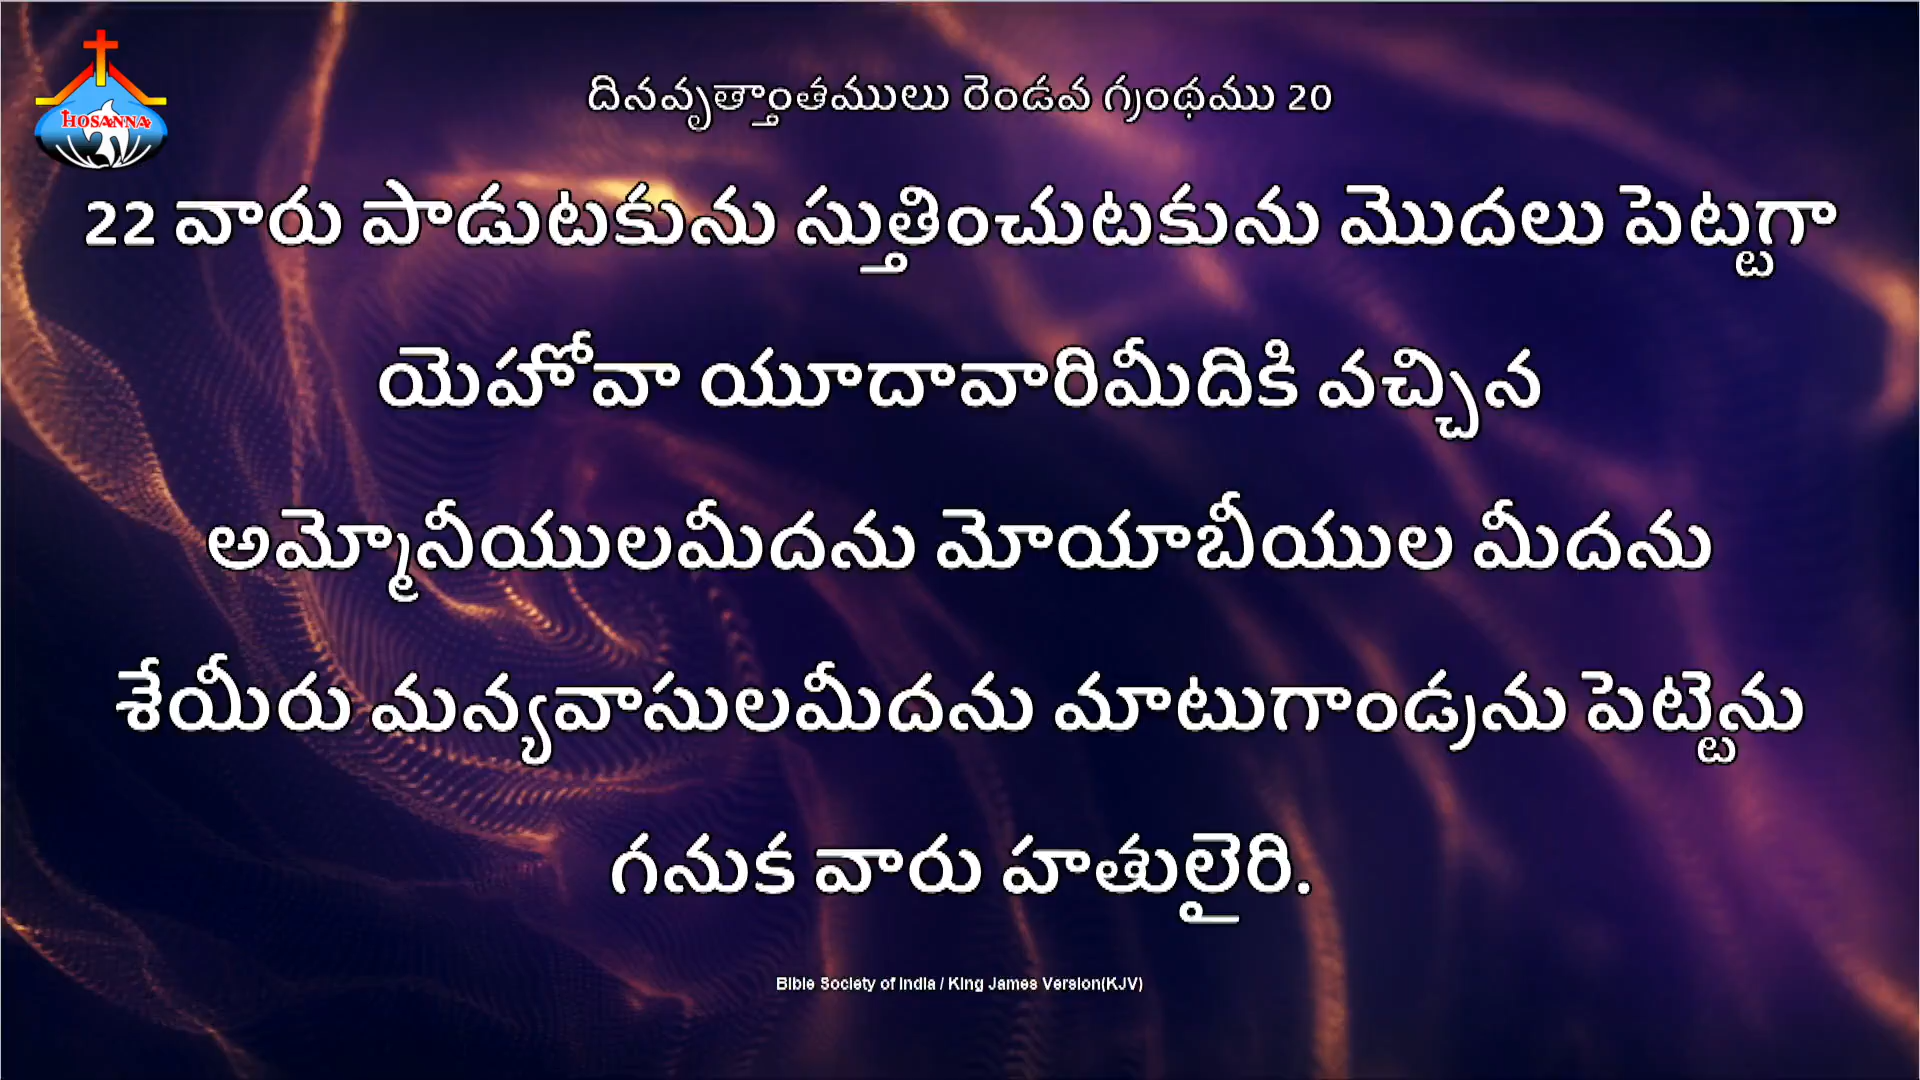 HOSANNA
దినవృత్తాంతములు రెండవ గ్రంథము 20
22 వారు పాడుటకును స్తుతించుటకును మొదలు పెట్టగా
యెహోవా యూదావారిమీదికి వచ్చిన
అమ్మోనీయులమీదను మోయాబీయుల మీదను
శేయీరు మన్యవాసులమీదను మాటుగాండ్రను పెట్టెను
గనుక వారు హతులైరి.
Bible Society of India / King James Version(KJV)